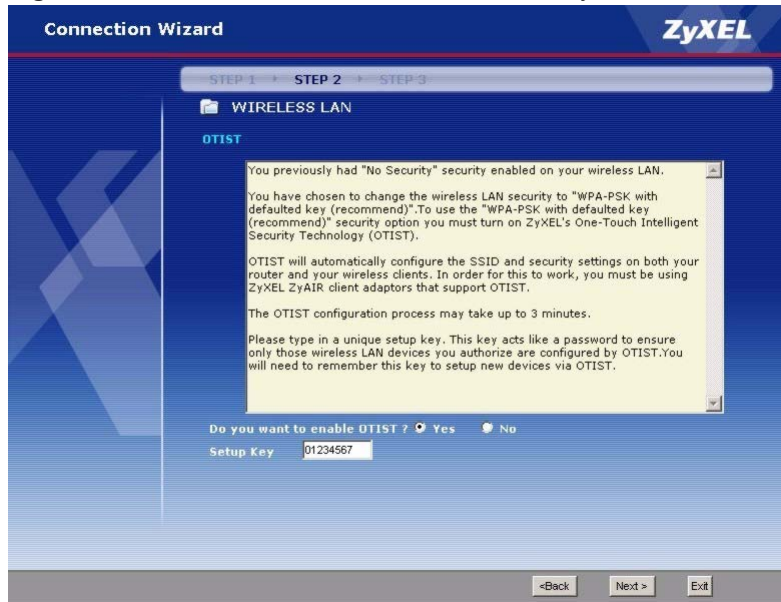 Connection Wizard
ZyXEL
STEP 1 STEP 2 STEP 3
WIRELESS LAN
OTIST
You previously had "No Security" security enabled on your wireless LAN.
You have chosen to change the wireless LAN security to "WPA-PSK with
defaulted key (recommend)".To use the "WPA-PSK with defaulted key
(recommend)" security option you must turn on ZyXEL's One-Touch Intelligent
Security Technology (OTIST).
OTIST will automatically configure the SSID and security settings on both your
router and your wireless clients. In order for this to work, you must be using
ZyXEL ZyAIR client adaptors that support OTIST.
The OTIST configuration process may take up to 3 minutes.
Please type in a unique setup key. This key acts like a password to ensure
only those wireless LAN devices you authorize are configured by OTIST.You
will need to remember this key to setup new devices via OTIST.
Do you want to enable OTIST ? Yes No
Setup Key 01234567
<Back Next > Exit